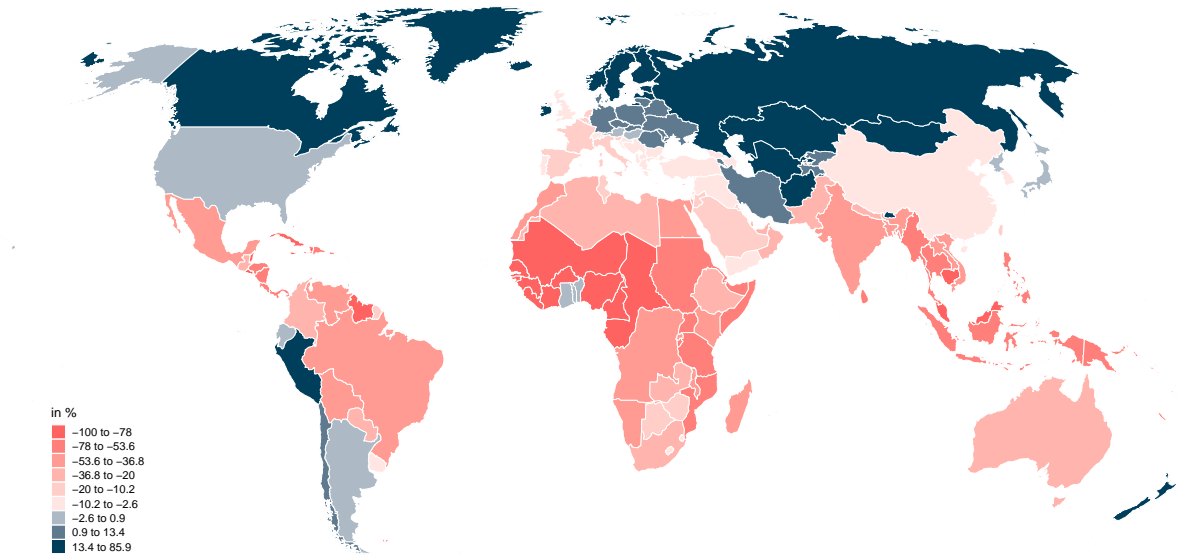 in %
−100 to −78
−78 to −53.6
−53.6 to −36.8
−36.8 to −20
−20 to −10.2
−10.2 to −2.6
−2.6 to 0.9
0.9 to 13.4
13.4 to 85.9